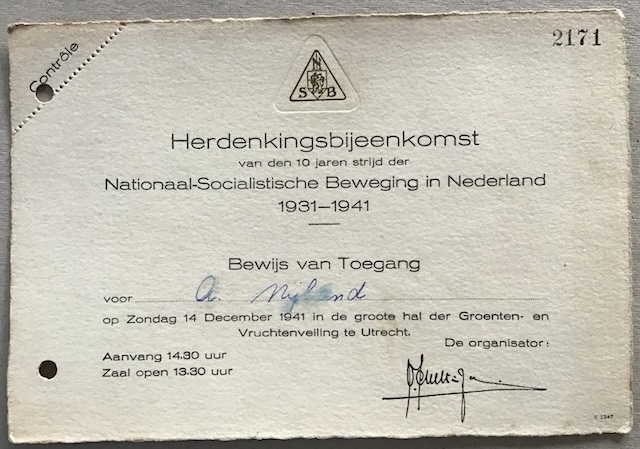 Contrôle
2171
N
S B
Herdenkingsbijeenkomst
van den 10 jaren strijd der
Nationaal-Socialistische Beweging in Nederland
1931–1941
Bewijs van Toegang
voor A. Nijland
op Zondag 14 December 1941 in de groote hal der Groenten- en
Vruchtenveiling te Utrecht.
De organisator:
Aanvang 14.30 uur
Zaal open 13.30 uur
K 2347